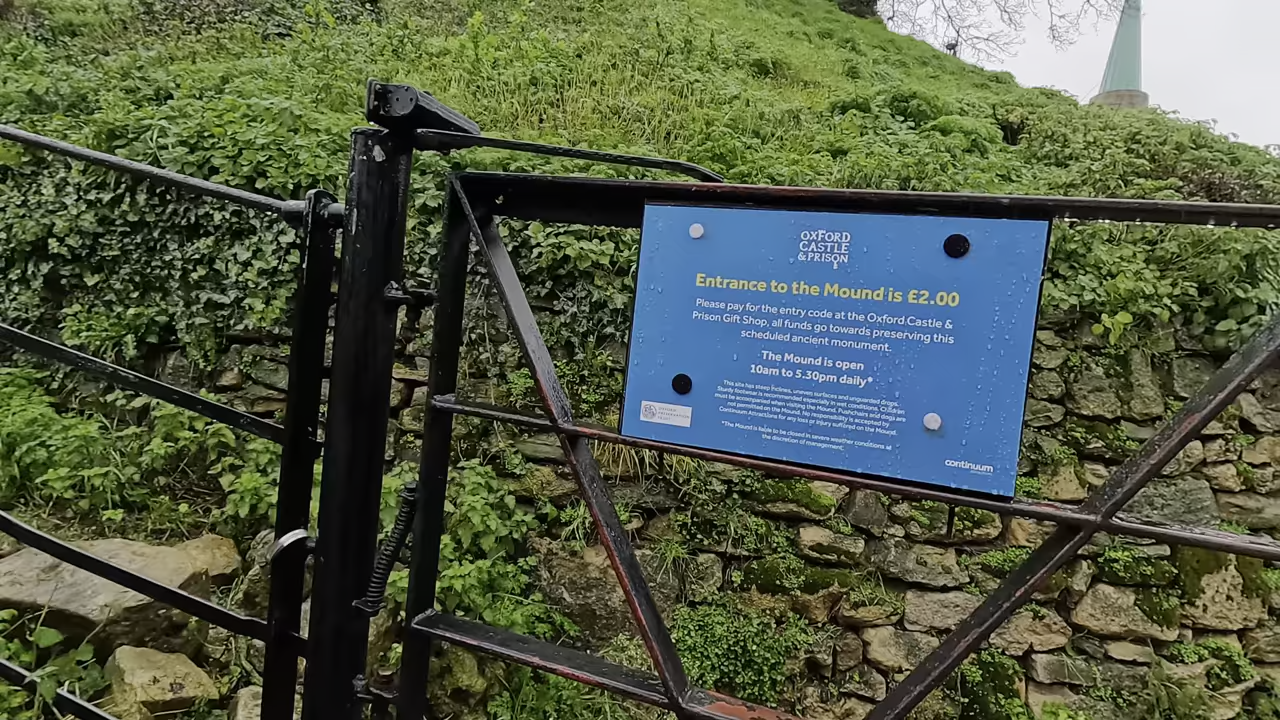 OXFORD
CASTLE
& PRISON
Entrance to the Mound is £2.00
Please pay for the entry code at the Oxford Castle &
Prison Gift Shop, all funds go towards preserving this
scheduled ancient monument.
The Mound is open
10am to 5.30pm daily*
This site has steep inclines, uneven surfaces and unguarded drops.
Sturdy footwear is recommended especially in wet conditions. Children
must be accompanied when visiting the Mound. Pushchairs and dogs are
not permitted on the Mound. No responsibility is accepted by
Continuum Attractions for any loss or injury suffered on the Mound.
*The Mound is liable to be closed in severe weather conditions at
the discretion of management.
OXFORD
PRESERVATION
TRUST
continuum